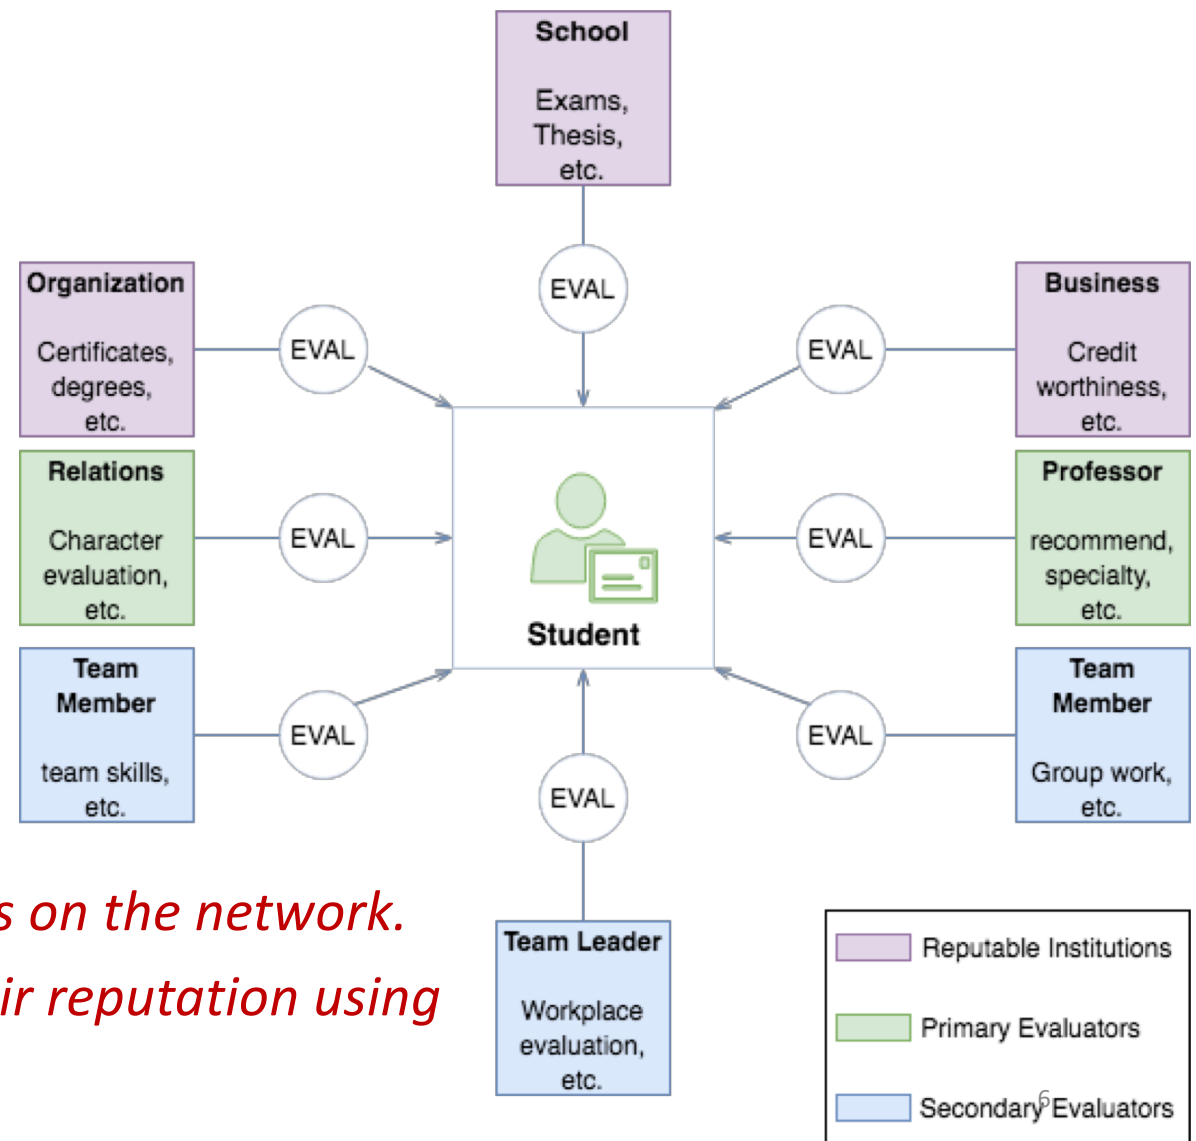 School
Exams,
Thesis,
etc.
EVAL
Organization
Certificates,
degrees,
etc.
EVAL
EVAL
Business
Credit
worthiness,
etc.
Relations
Character
evaluation,
etc.
EVAL
Student
EVAL
Professor
recommend,
specialty,
etc.
Team
Member
team skills,
etc.
EVAL
EVAL
Team
Member
Group work,
etc.
EVAL
Team Leader
Workplace
evaluation,
etc.
s on the network.
ir reputation using
Reputable Institutions
Primary Evaluators
Secondary Evaluators
6